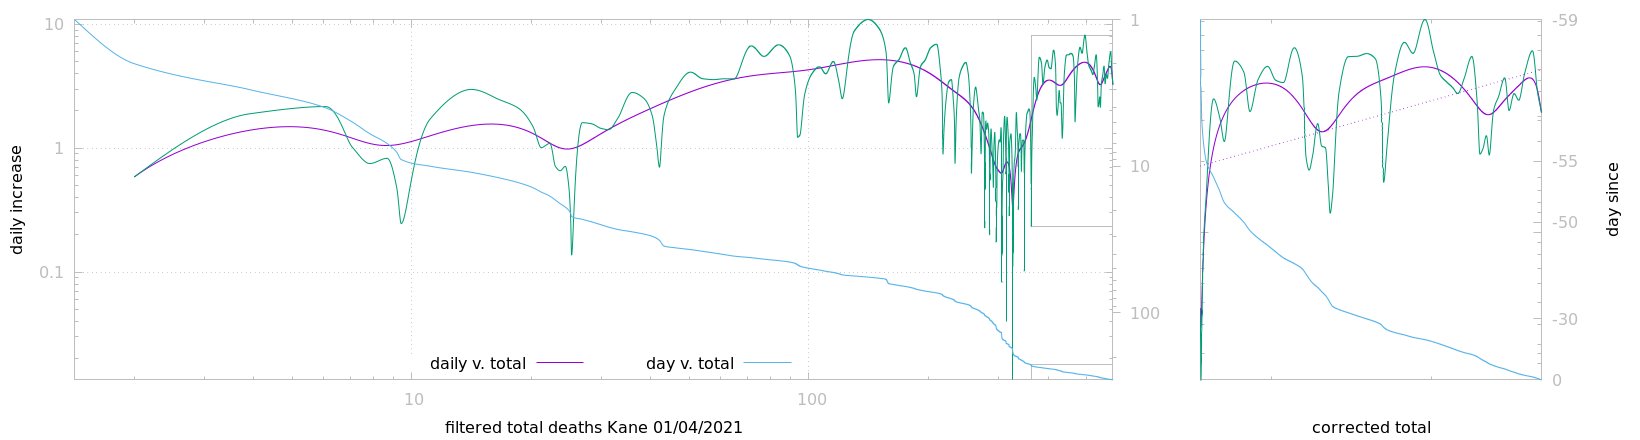 10
1
0.1
daily increase
daily v. total
day v. total
10
100
filtered total deaths Kane 01/04/2021
1
10
100
-59
-55
-50
-30
0
day since
corrected total